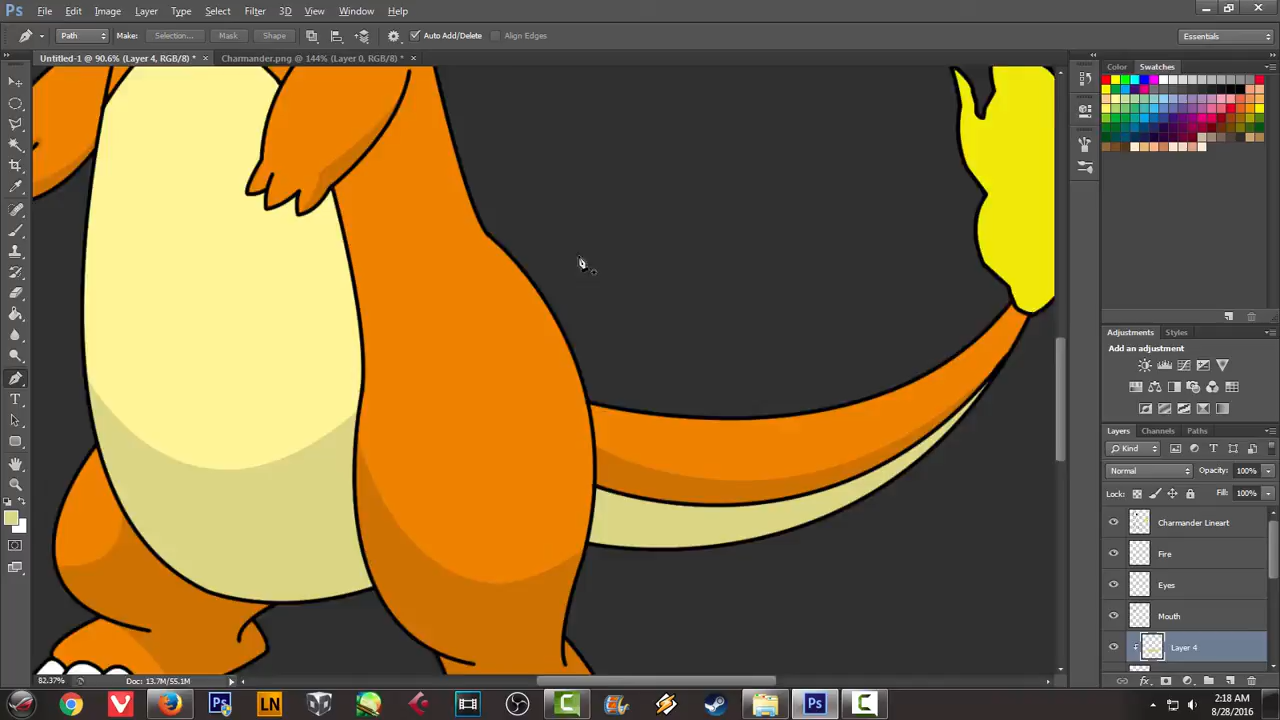 Ps File Edit Image Layer Type Select Filter 3D View Window Help
Path Make: Selection... Mask Shape Auto Add/Delete Align Edges Essentials
Untitled-1 @ 90.6% (Layer 4, RGB/8) * × Charmander.png @ 144% (Layer 0, RGB/8) * ×
Color Swatches
Adjustments Styles
Add an adjustment
Layers Channels Paths
Kind
Normal Opacity: 100%
Lock: Fill: 100%
Charmander Lineart
Fire
Eyes
Mouth
Layer 4
82.37% Doc: 13.7M/55.1M
Ps LN Ps
2:18 AM
8/28/2016